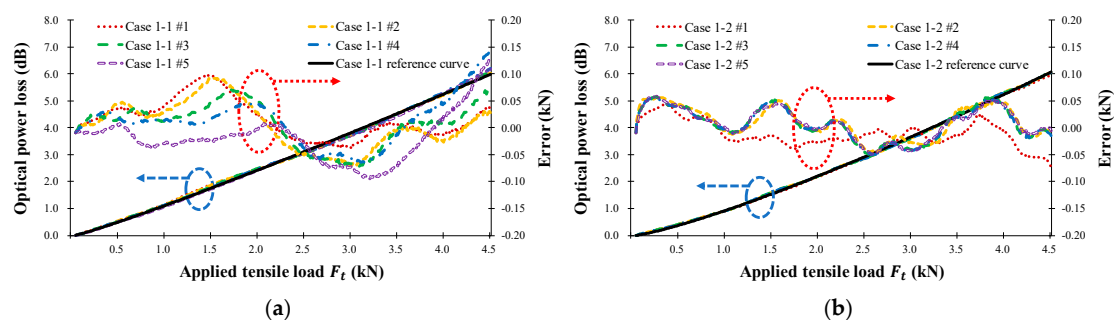 Case 1-1 #1
Case 1-1 #2
Case 1-1 #3
Case 1-1 #4
Case 1-1 #5
Case 1-1 reference curve
Optical power loss (dB)
8.0
7.0
6.0
5.0
4.0
3.0
2.0
1.0
0.0
0.20
0.15
0.10
0.05
0.00
-0.05
-0.10
-0.15
-0.20
Error (kN)
0.5
1.0
1.5
2.0
2.5
3.0
3.5
4.0
4.5
Applied tensile load F_t (kN)
(a)
Case 1-2 #1
Case 1-2 #2
Case 1-2 #3
Case 1-2 #4
Case 1-2 #5
Case 1-2 reference curve
Optical power loss (dB)
8.0
7.0
6.0
5.0
4.0
3.0
2.0
1.0
0.0
0.20
0.15
0.10
0.05
0.00
-0.05
-0.10
-0.15
-0.20
Error (kN)
0.5
1.0
1.5
2.0
2.5
3.0
3.5
4.0
4.5
Applied tensile load F_t (kN)
(b)